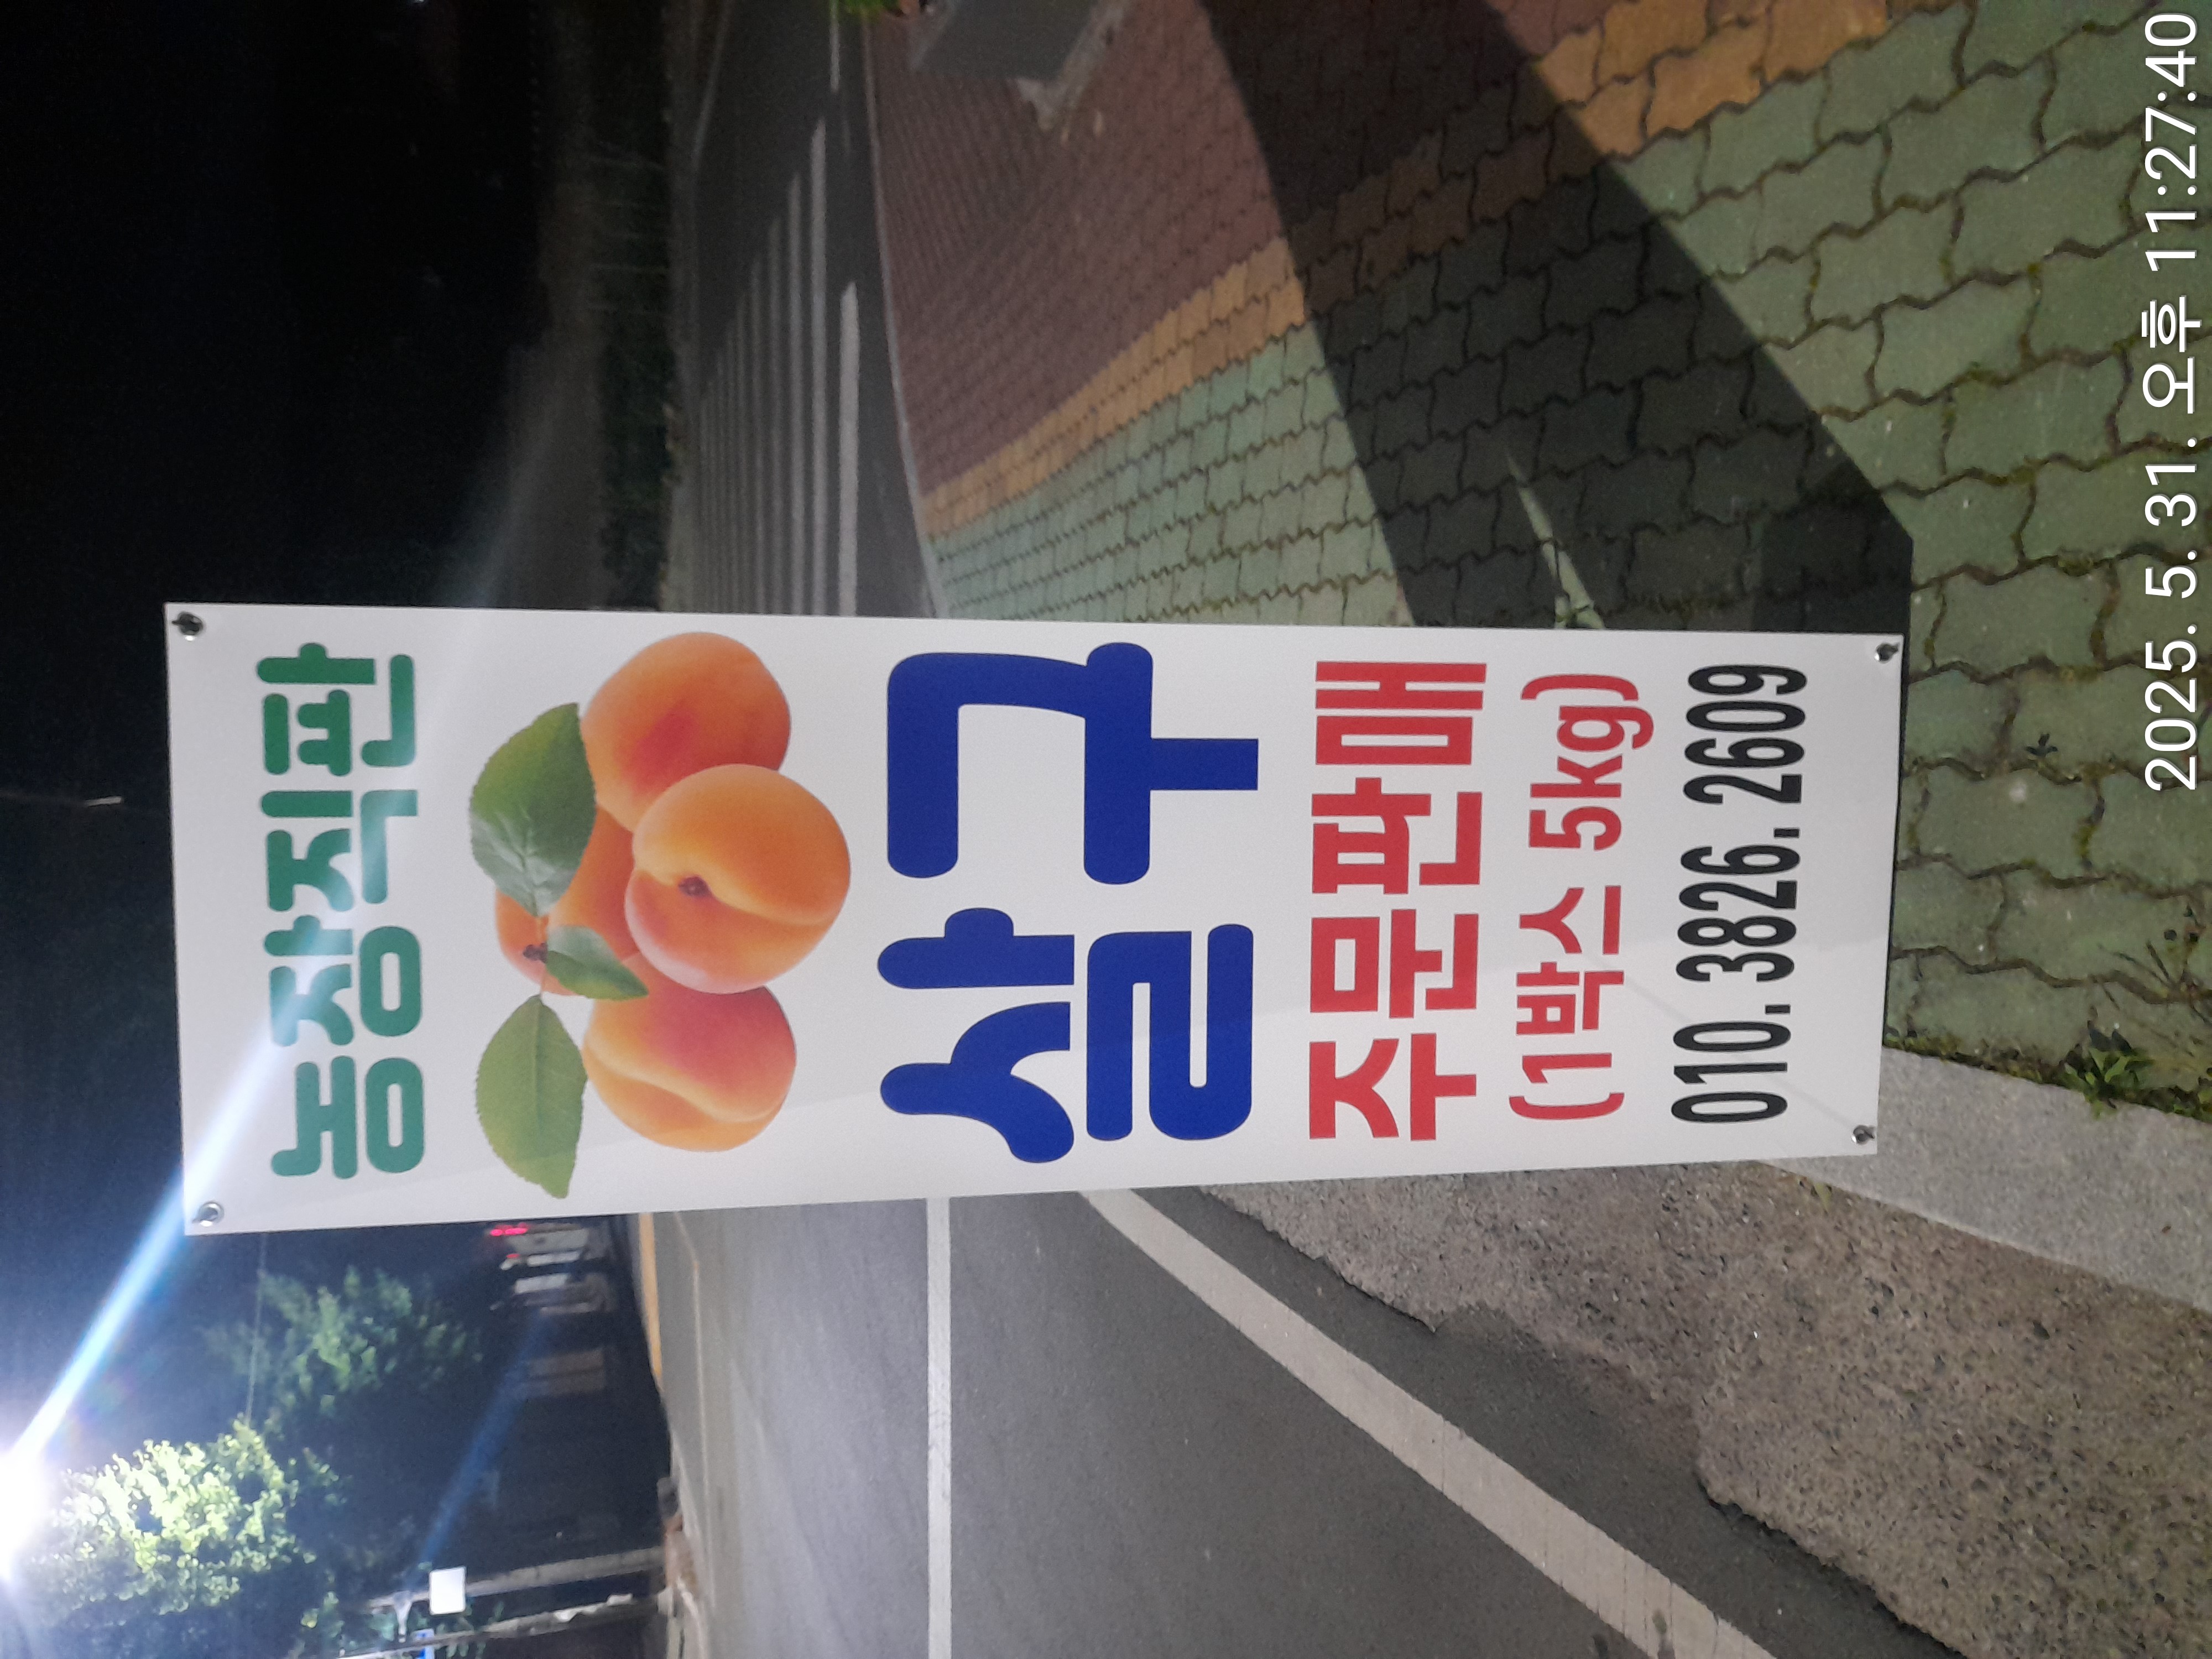 농장직판
살구
주문판매
(1박스 5kg)
010. 3826. 2609
2025. 5. 31. 오후 11:27:40